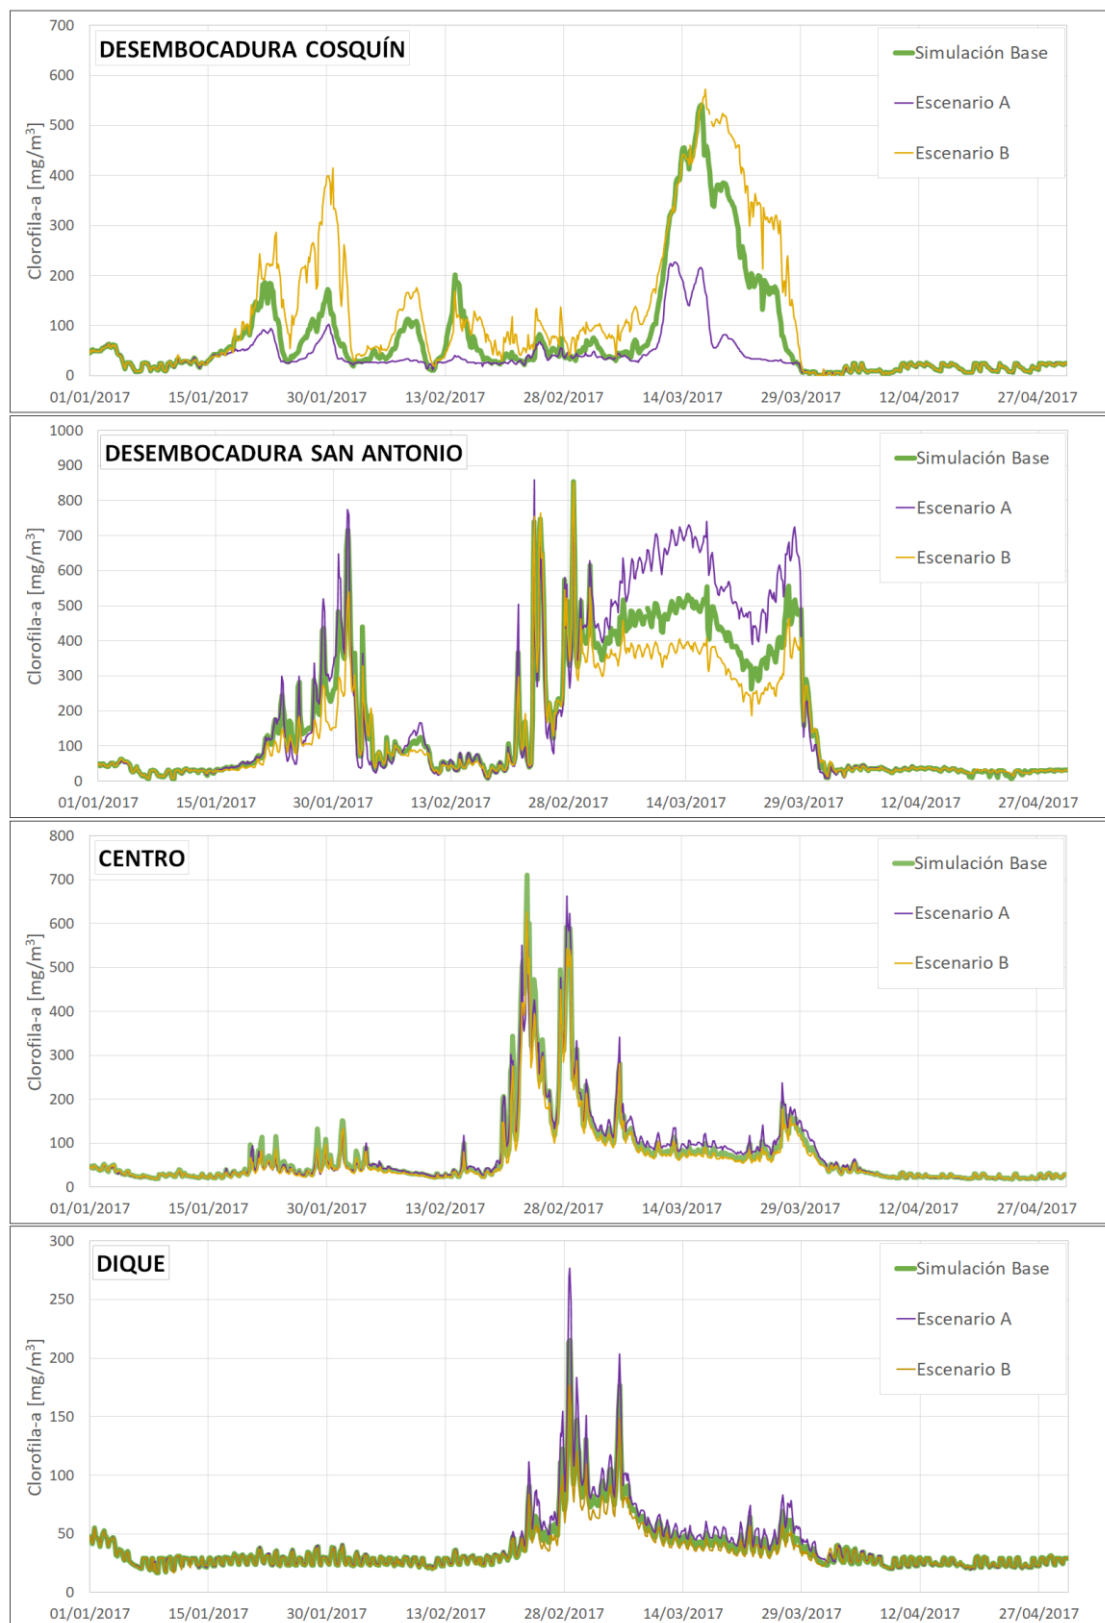 DESEMBOCADURA COSQUÍN
Clorofila-a [mg/m³]
700
600
500
400
300
200
100
0
01/01/2017 15/01/2017 30/01/2017 13/02/2017 28/02/2017 14/03/2017 29/03/2017 12/04/2017 27/04/2017
Simulación Base
Escenario A
Escenario B
DESEMBOCADURA SAN ANTONIO
Clorofila-a [mg/m³]
1000
900
800
700
600
500
400
300
200
100
0
01/01/2017 15/01/2017 30/01/2017 13/02/2017 28/02/2017 14/03/2017 29/03/2017 12/04/2017 27/04/2017
Simulación Base
Escenario A
Escenario B
CENTRO
Clorofila-a [mg/m³]
800
700
600
500
400
300
200
100
0
01/01/2017 15/01/2017 30/01/2017 13/02/2017 28/02/2017 14/03/2017 29/03/2017 12/04/2017 27/04/2017
Simulación Base
Escenario A
Escenario B
DIQUE
Clorofila-a [mg/m³]
300
250
200
150
100
50
0
01/01/2017 15/01/2017 30/01/2017 13/02/2017 28/02/2017 14/03/2017 29/03/2017 12/04/2017 27/04/2017
Simulación Base
Escenario A
Escenario B